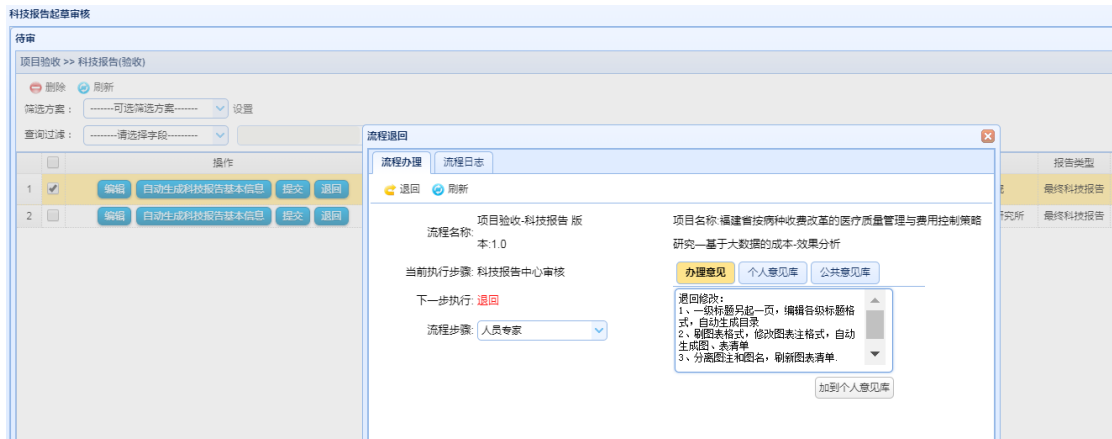 科技报告起草审核
待审
项目验收 >> 科技报告(验收)
删除 刷新
筛选方案： -------可选筛选方案------- 设置
查询过滤： --------请选择字段---------
操作 报告类型
1 编辑 自动生成科技报告基本信息 提交 退回 最终科技报告
2 编辑 自动生成科技报告基本信息 提交 退回 究所 最终科技报告
流程退回
流程办理 流程日志
退回 刷新
流程名称: 项目验收-科技报告 版
本:1.0
项目名称:福建省按病种收费改革的医疗质量管理与费用控制策略
研究—基于大数据的成本-效果分析
当前执行步骤: 科技报告中心审核
办理意见 个人意见库 公共意见库
下一步执行: 退回
流程步骤: 人员专家
退回修改：
1、一级标题另起一页，编辑各级标题格
式，自动生成目录
2、刷图表格式，修改图表注格式，自动
生成图、表清单
3、分离图注和图名，刷新图表清单.
加到个人意见库